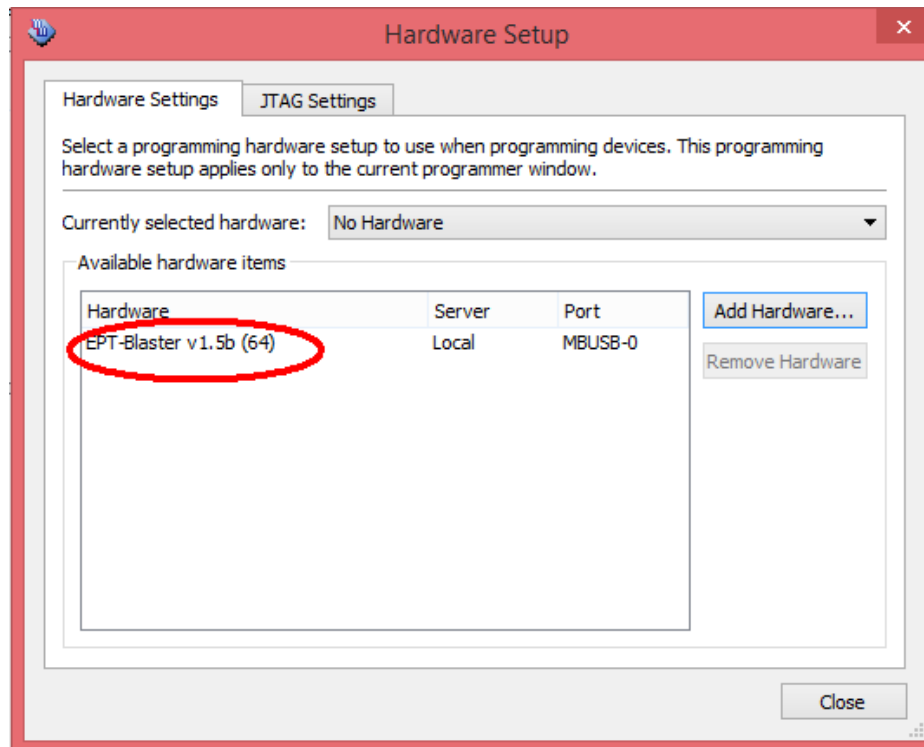 Hardware Setup
Hardware Settings
JTAG Settings
Select a programming hardware setup to use when programming devices. This programming
hardware setup applies only to the current programmer window.
Currently selected hardware: No Hardware
Available hardware items
Hardware Server Port
EPT-Blaster v1.5b (64) Local MBUSB-0
Add Hardware...
Remove Hardware
Close